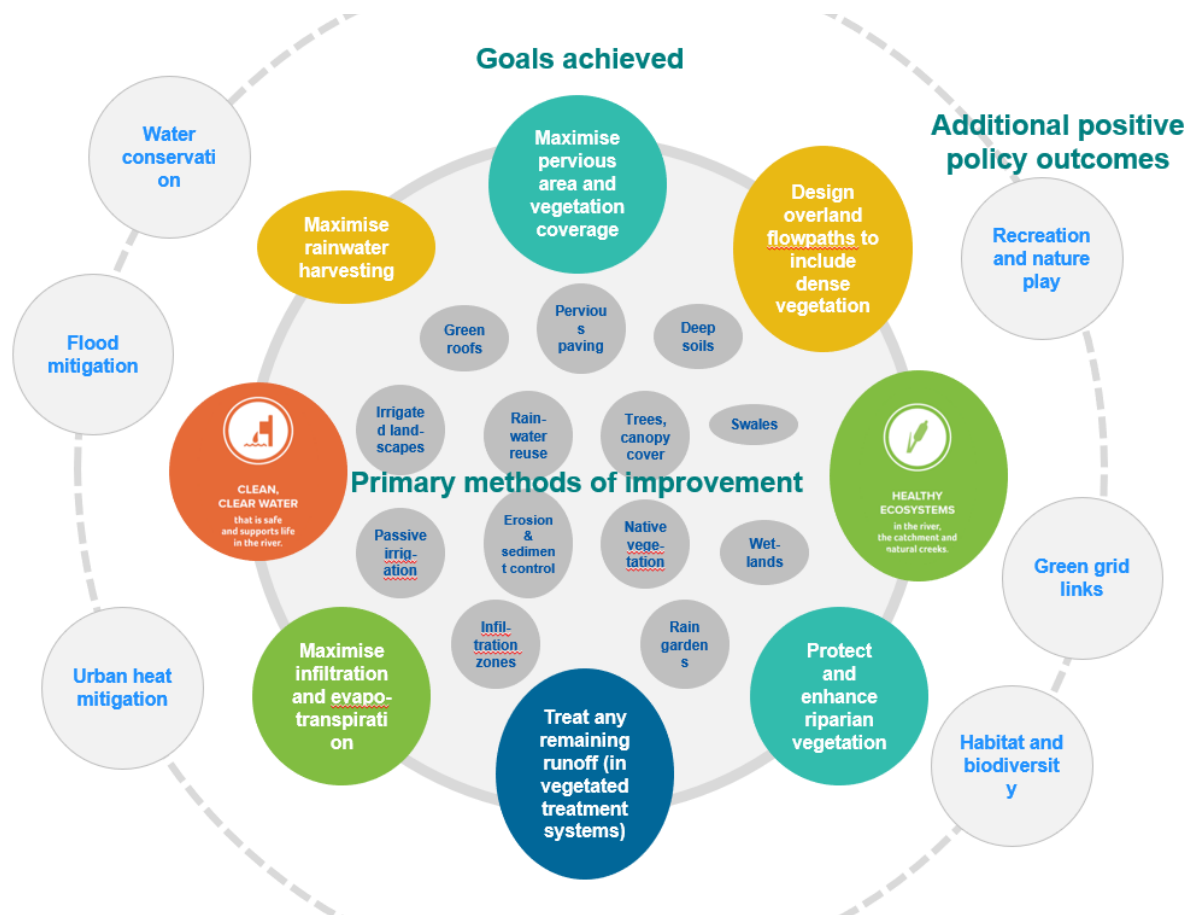 Goals achieved
Additional positive
policy outcomes
Water
conservati
on
Maximise
pervious
area and
vegetation
coverage
Design
overland
flowpaths to
include
dense
vegetation
Maximise
rainwater
harvesting
Recreation
and nature
play
Flood
mitigation
Green
roofs
Perviou
s
paving
Deep
soils
Irrigate
d land-
scapes
Rain-
water
reuse
Trees,
canopy
cover
Swales
CLEAN,
CLEAR WATER
that is safe
and supports life
in the river.
Primary methods of improvement
HEALTHY
ECOSYSTEMS
in the river,
the catchment and
natural creeks.
Passive
irrig-
ation
Erosion
&
sedimen
t control
Native
vege-
tation
Wet-
lands
Green grid
links
Urban heat
mitigation
Maximise
infiltration
and evapo-
transpirati
on
Infil-
tration
zones
Rain
garden
s
Protect
and
enhance
riparian
vegetation
Treat any
remaining
runoff (in
vegetated
treatment
systems)
Habitat and
biodiversit
y